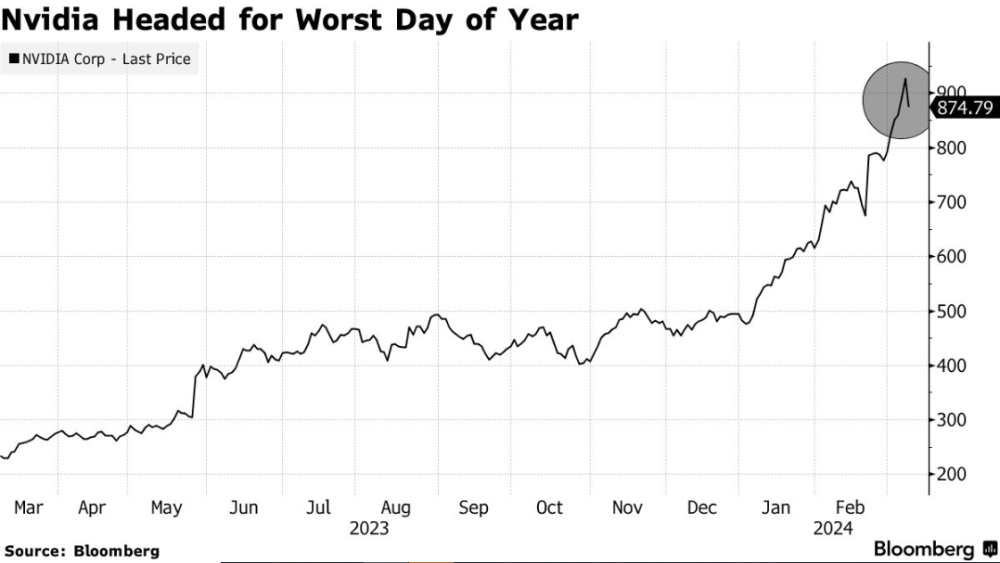 Nvidia Headed for Worst Day of Year
NVIDIA Corp - Last Price
900
874.79
800
700
600
500
400
300
200
Mar Apr May Jun Jul Aug Sep Oct Nov Dec Jan Feb
2023 2024
Source: Bloomberg
Bloomberg